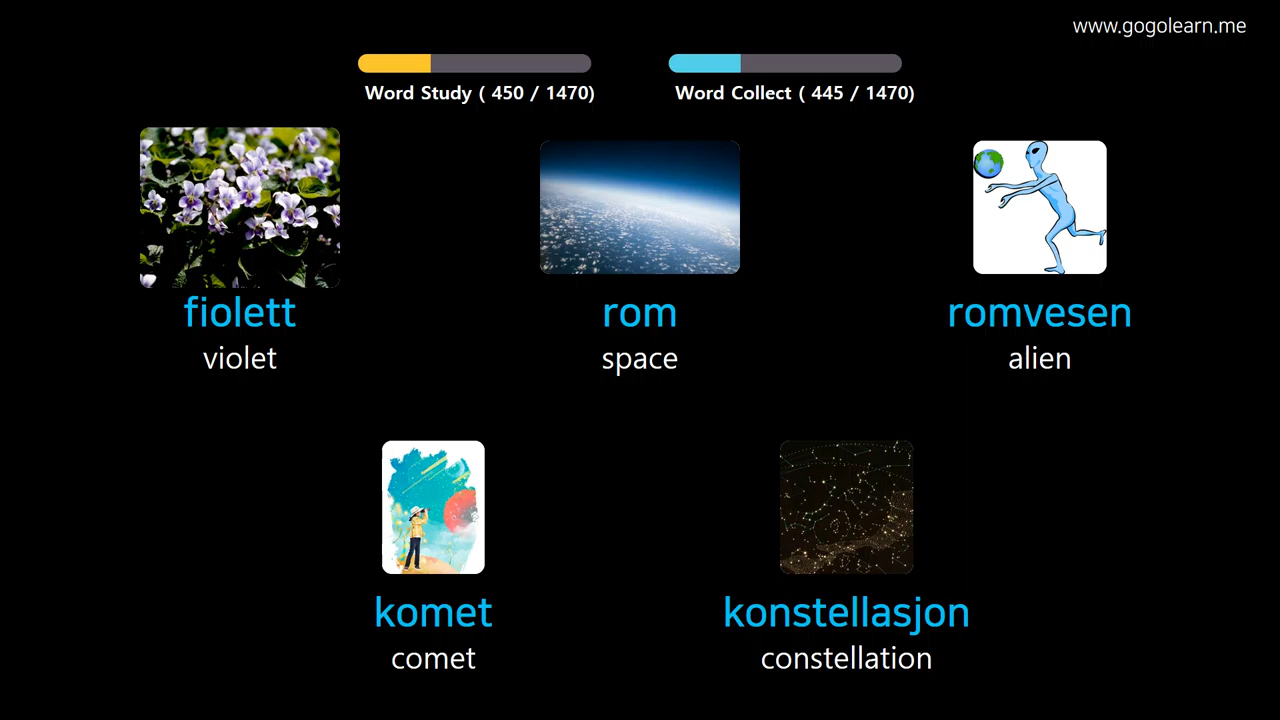 www.gogolearn.me
Word Study ( 450 / 1470)
Word Collect ( 445 / 1470)
fiolett
violet
rom
space
romvesen
alien
komet
comet
konstellasjon
constellation